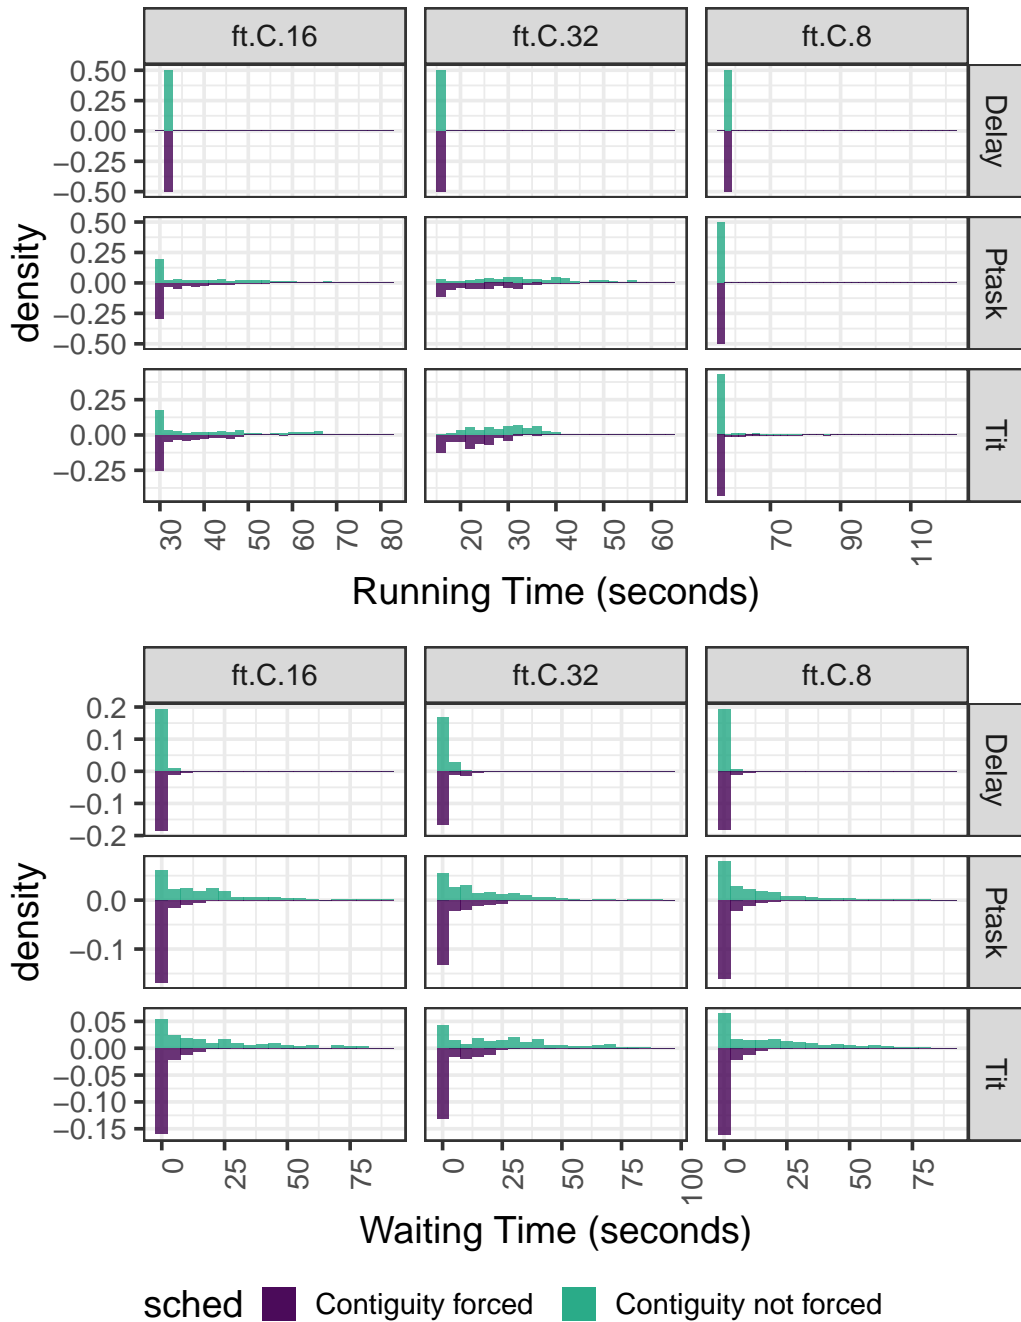 ft.C.16 ft.C.32 ft.C.8
0.50
0.25
0.00
−0.25
−0.50
Delay
0.50
0.25
0.00
−0.25
−0.50
Ptask
0.25
0.00
−0.25
Tit
density
30 40 50 60 70 80
20 30 40 50 60
70 90 110
Running Time (seconds)
ft.C.16 ft.C.32 ft.C.8
0.2
0.1
0.0
−0.1
−0.2
Delay
0.0
−0.1
Ptask
0.05
0.00
−0.05
−0.10
−0.15
Tit
density
0 25 50 75
0 25 50 75 100
0 25 50 75
Waiting Time (seconds)
sched Contiguity forced Contiguity not forced